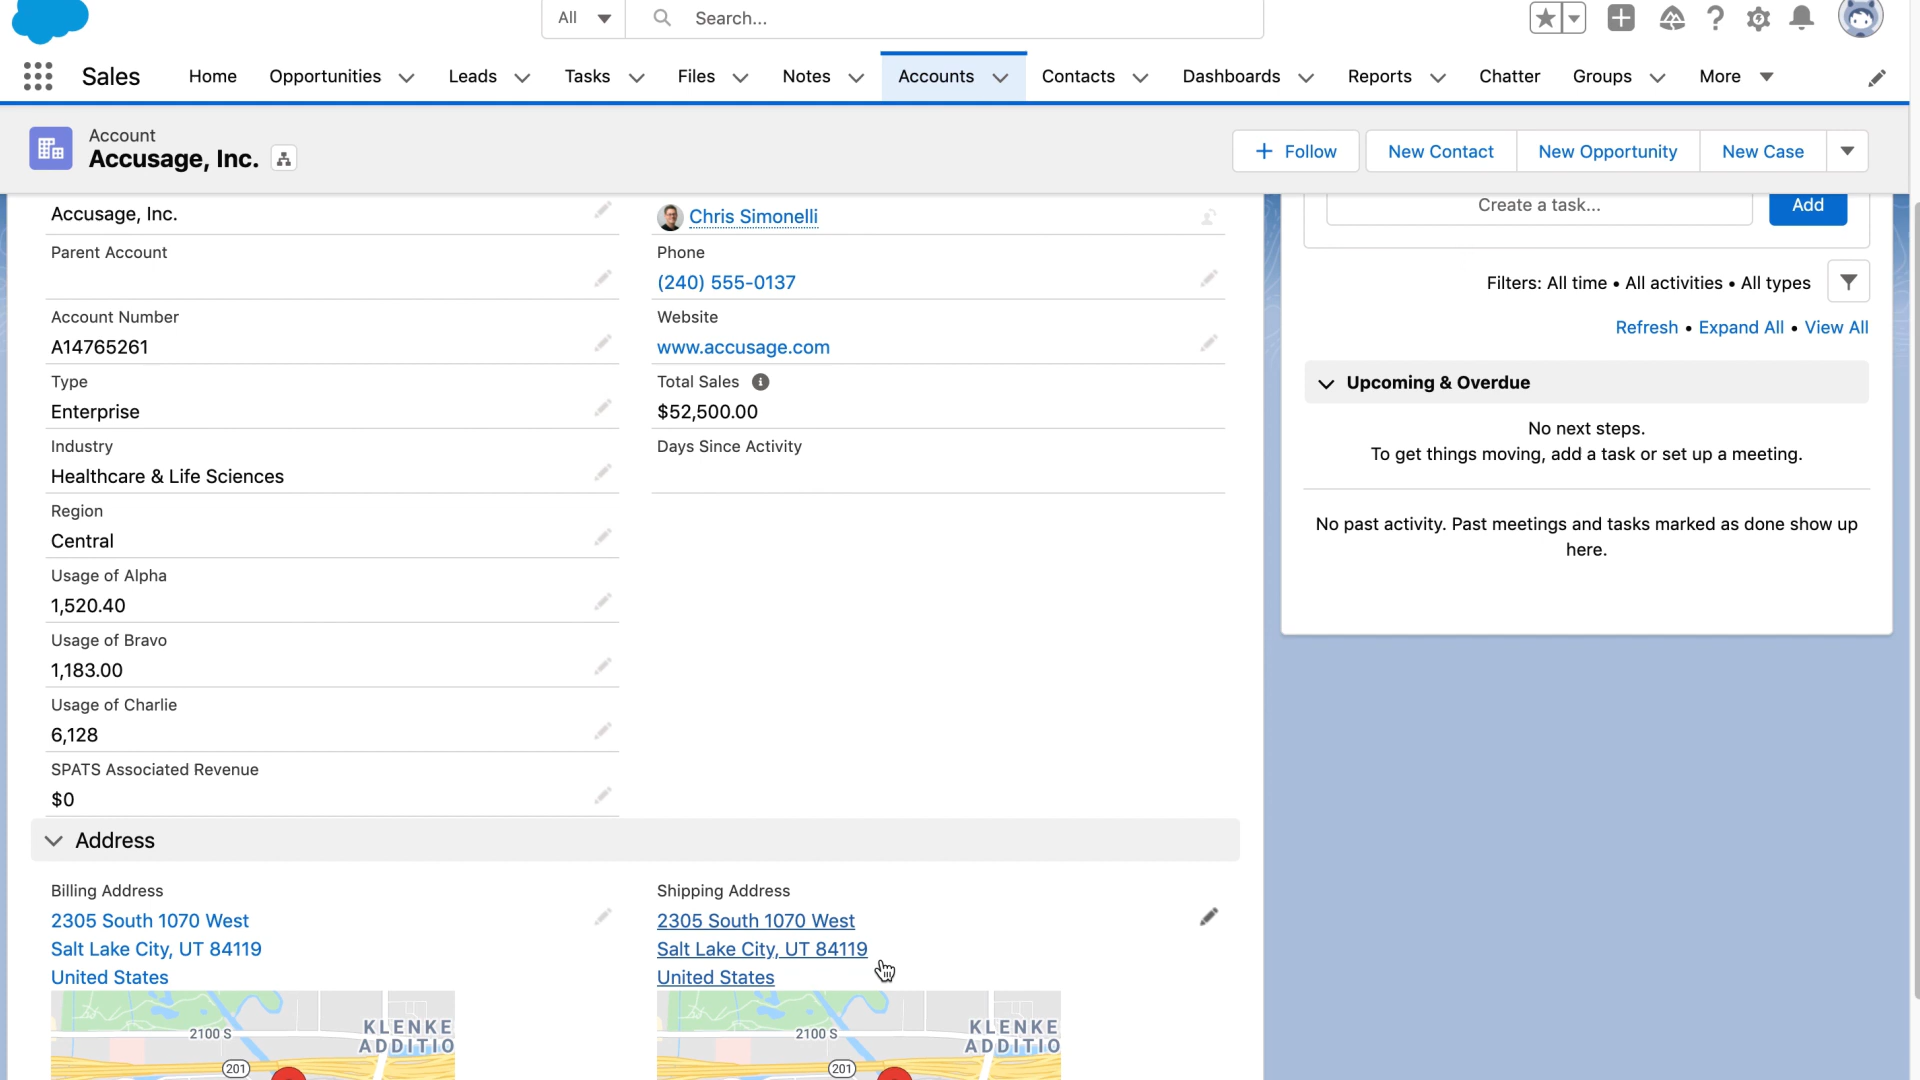 All
Search...
Sales
Home
Opportunities
Leads
Tasks
Files
Notes
Accounts
Contacts
Dashboards
Reports
Chatter
Groups
More
Account
Accusage, Inc.
Follow
New Contact
New Opportunity
New Case
Accusage, Inc.
Parent Account
Account Number
A14765261
Type
Enterprise
Industry
Healthcare & Life Sciences
Region
Central
Usage of Alpha
1,520.40
Usage of Bravo
1,183.00
Usage of Charlie
6,128
SPATS Associated Revenue
$0
Chris Simonelli
Phone
(240) 555-0137
Website
www.accusage.com
Total Sales
$52,500.00
Days Since Activity
Address
Billing Address
2305 South 1070 West
Salt Lake City, UT 84119
United States
2100 S
KLENKE
ADDITIO
201
Shipping Address
2305 South 1070 West
Salt Lake City, UT 84119
United States
2100 S
KLENKE
ADDITIO
201
Create a task...
Add
Filters: All time • All activities • All types
Refresh • Expand All • View All
Upcoming & Overdue
No next steps.
To get things moving, add a task or set up a meeting.
No past activity. Past meetings and tasks marked as done show up
here.